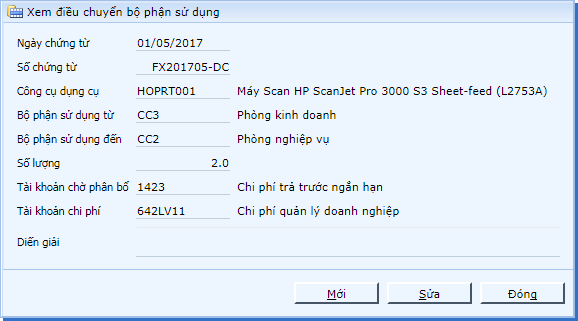 Xem điều chuyển bộ phận sử dụng
Ngày chứng từ 01/05/2017
Số chứng từ FX201705-DC
Công cụ dụng cụ HOPRT001 Máy Scan HP ScanJet Pro 3000 S3 Sheet-feed (L2753A)
Bộ phận sử dụng từ CC3 Phòng kinh doanh
Bộ phận sử dụng đến CC2 Phòng nghiệp vụ
Số lượng 2.0
Tài khoản chờ phân bổ 1423 Chi phí trả trước ngắn hạn
Tài khoản chi phí 642LV11 Chi phí quản lý doanh nghiệp
Diễn giải
Mới Sửa Đóng